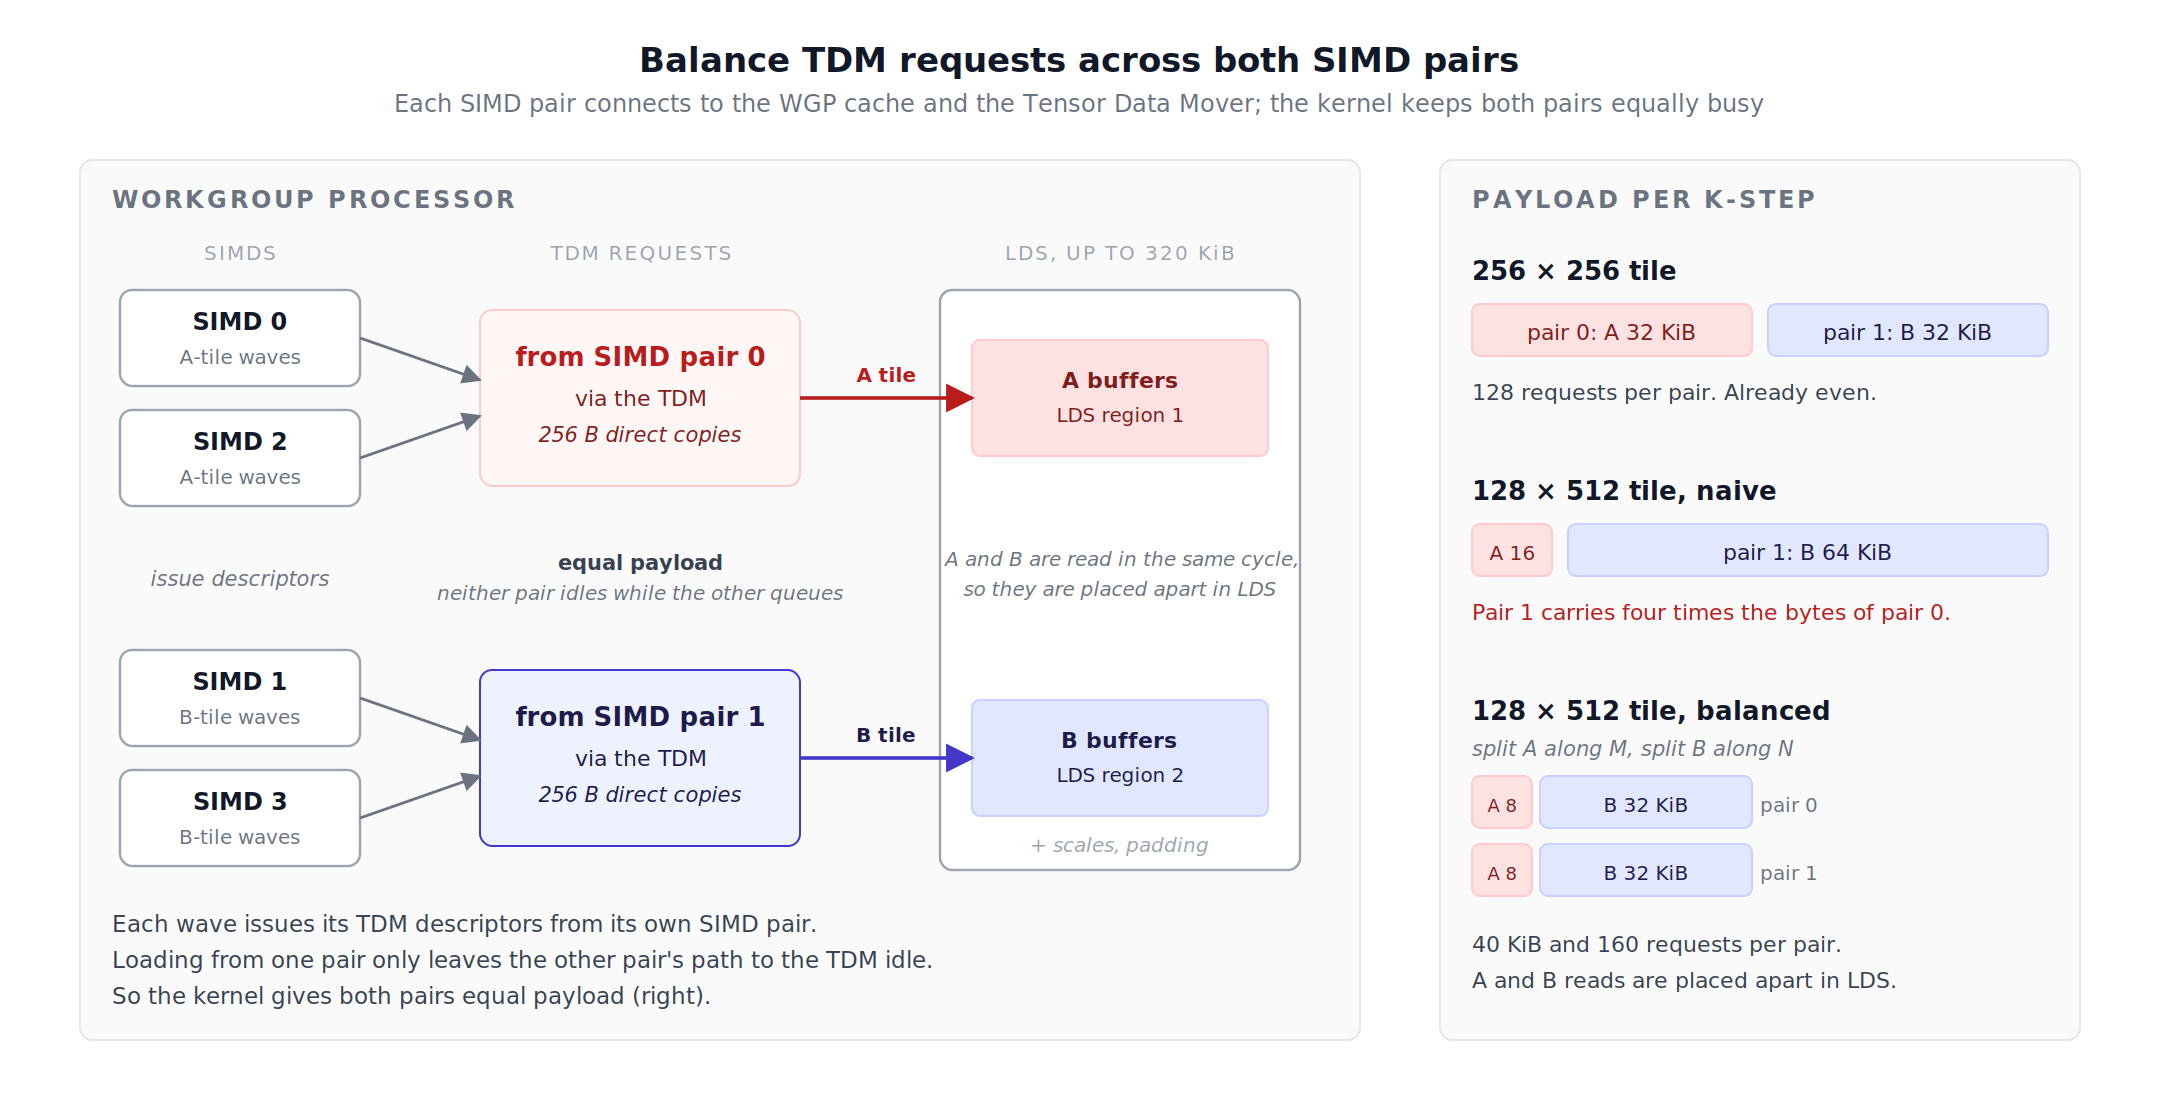 Balance TDM requests across both SIMD pairs
Each SIMD pair connects to the WGP cache and the Tensor Data Mover; the kernel keeps both pairs equally busy
WORKGROUP PROCESSOR
SIMDS
TDM REQUESTS
LDS, UP TO 320 KiB
SIMD 0
A-tile waves
SIMD 2
A-tile waves
from SIMD pair 0
via the TDM
256 B direct copies
A tile
A buffers
LDS region 1
issue descriptors
equal payload
neither pair idles while the other queues
A and B are read in the same cycle,
so they are placed apart in LDS
SIMD 1
B-tile waves
SIMD 3
B-tile waves
from SIMD pair 1
via the TDM
256 B direct copies
B tile
B buffers
LDS region 2
+ scales, padding
Each wave issues its TDM descriptors from its own SIMD pair.
Loading from one pair only leaves the other pair's path to the TDM idle.
So the kernel gives both pairs equal payload (right).
PAYLOAD PER K-STEP
256 × 256 tile
pair 0: A 32 KiB
pair 1: B 32 KiB
128 requests per pair. Already even.
128 × 512 tile, naive
A 16
pair 1: B 64 KiB
Pair 1 carries four times the bytes of pair 0.
128 × 512 tile, balanced
split A along M, split B along N
A 8
B 32 KiB
pair 0
A 8
B 32 KiB
pair 1
40 KiB and 160 requests per pair.
A and B reads are placed apart in LDS.